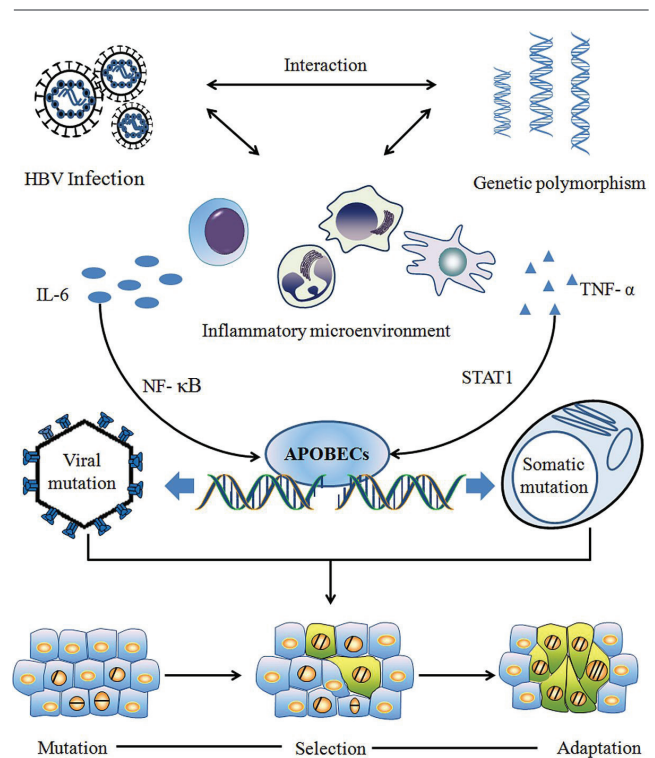 Interaction
HBV Infection
Genetic polymorphism
IL-6
TNF- α
Inflammatory microenvironment
NF- κB
STAT1
APOBECs
Viral
mutation
Somatic
mutation
Mutation
Selection
Adaptation